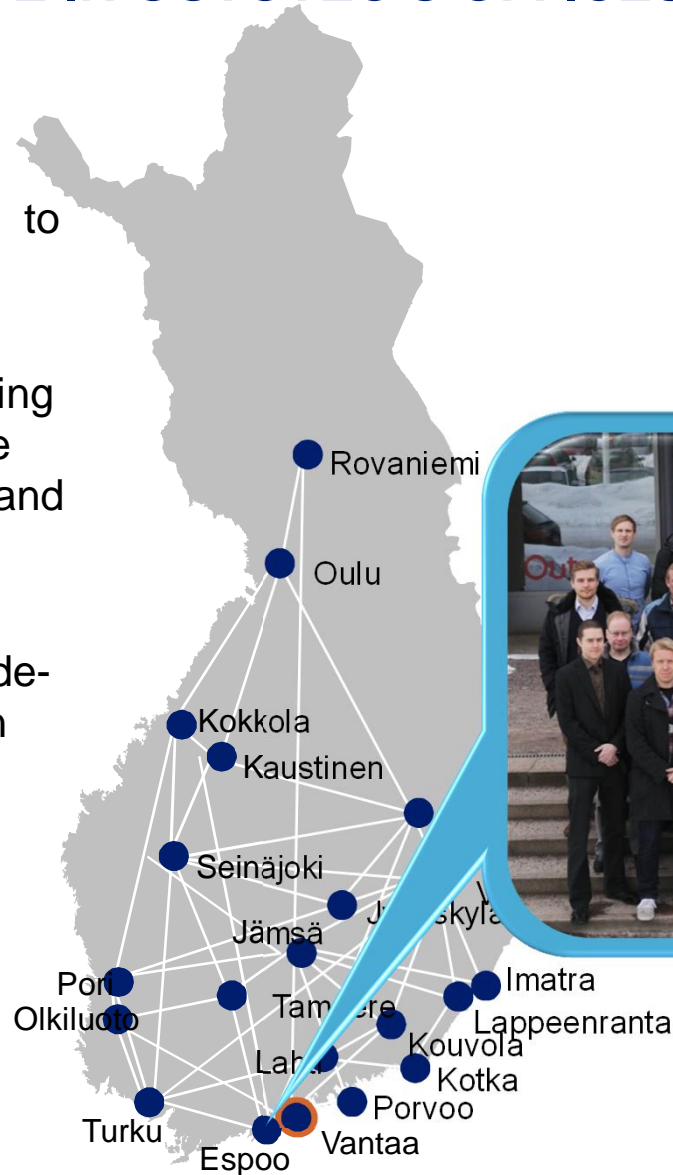 to
ing
e
and
Rovaniemi
Oulu
de-
n
Kokkola
Kaustinen
Seinäjoki
Jämsä
Pori
Olkiluoto
Imatra
Lappeenranta
Kouvola
Lahti
Kotka
Porvoo
Turku
Vantaa
Espoo